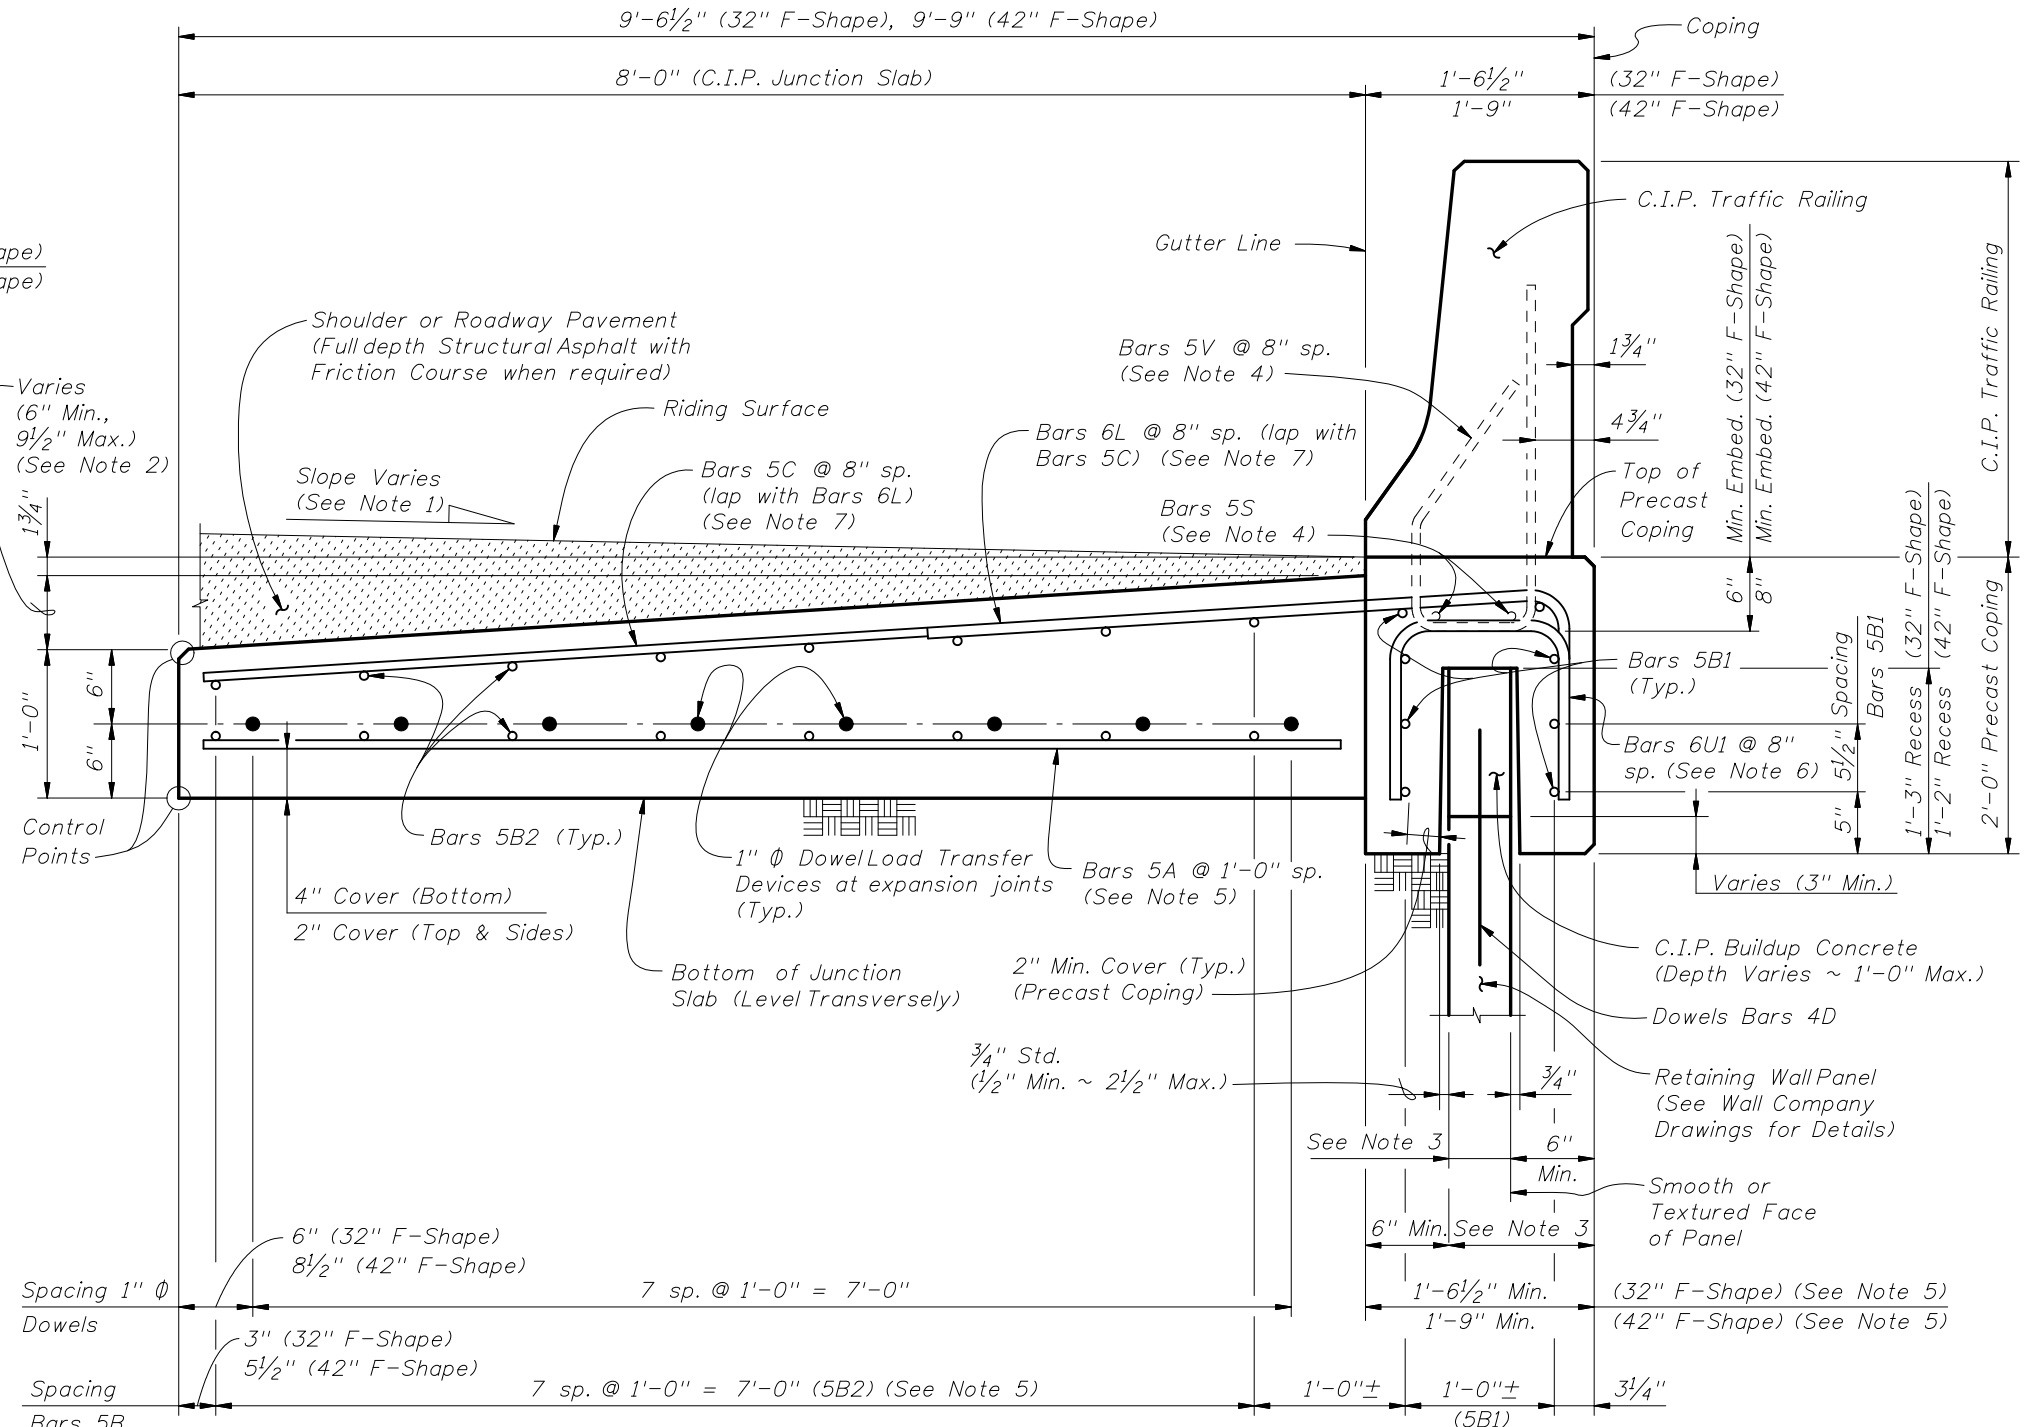 9'-6½" (32" F-Shape), 9'-9" (42" F-Shape)
Coping
8'-0" (C.I.P. Junction Slab)
1'-6½"
(32" F-Shape)
1'-9"
(42" F-Shape)
C.I.P. Traffic Railing
Gutter Line
ape)
ape)
Shoulder or Roadway Pavement
(Full depth Structural Asphalt with
Friction Course when required)
Bars 5V @ 8" sp.
(See Note 4)
1¾"
Min. Embed. (32" F-Shape)
Min. Embed. (42" F-Shape)
C.I.P. Traffic Railing
Varies
(6" Min.,
9½" Max.)
(See Note 2)
Riding Surface
4¾"
Bars 6L @ 8" sp. (lap with
Bars 5C) (See Note 7)
Slope Varies
(See Note 1)
Bars 5C @ 8" sp.
(lap with Bars 6L)
(See Note 7)
Top of
Precast
Coping
Bars 5S
(See Note 4)
1¾"
6"
8"
1'-3" Recess (32" F-Shape)
1'-2" Recess (42" F-Shape)
2'-0" Precast Coping
Bars 5B1
(Typ.)
5½" Spacing
Bars 5B1
1'-0"
6"
6"
Bars 6U1 @ 8"
sp. (See Note 6)
5"
Control
Points
Bars 5B2 (Typ.)
1" ϕ Dowel Load Transfer
Devices at expansion joints
(Typ.)
Bars 5A @ 1'-0" sp.
(See Note 5)
Varies (3" Min.)
4" Cover (Bottom)
2" Cover (Top & Sides)
Bottom of Junction
Slab (Level Transversely)
2" Min. Cover (Typ.)
(Precast Coping)
C.I.P. Buildup Concrete
(Depth Varies ~ 1'-0" Max.)
Dowels Bars 4D
¾" Std.
(½" Min. ~ 2½" Max.)
¾"
Retaining Wall Panel
(See Wall Company
Drawings for Details)
See Note 3
6"
Min.
Smooth or
Textured Face
of Panel
6" Min.
See Note 3
6" (32" F-Shape)
8½" (42" F-Shape)
Spacing 1" ϕ
Dowels
7 sp. @ 1'-0" = 7'-0"
1'-6½" Min.
(32" F-Shape) (See Note 5)
1'-9" Min.
(42" F-Shape) (See Note 5)
3" (32" F-Shape)
5½" (42" F-Shape)
Spacing
Bars 5B
7 sp. @ 1'-0" = 7'-0" (5B2) (See Note 5)
1'-0"±
1'-0"±
(5B1)
3¼"